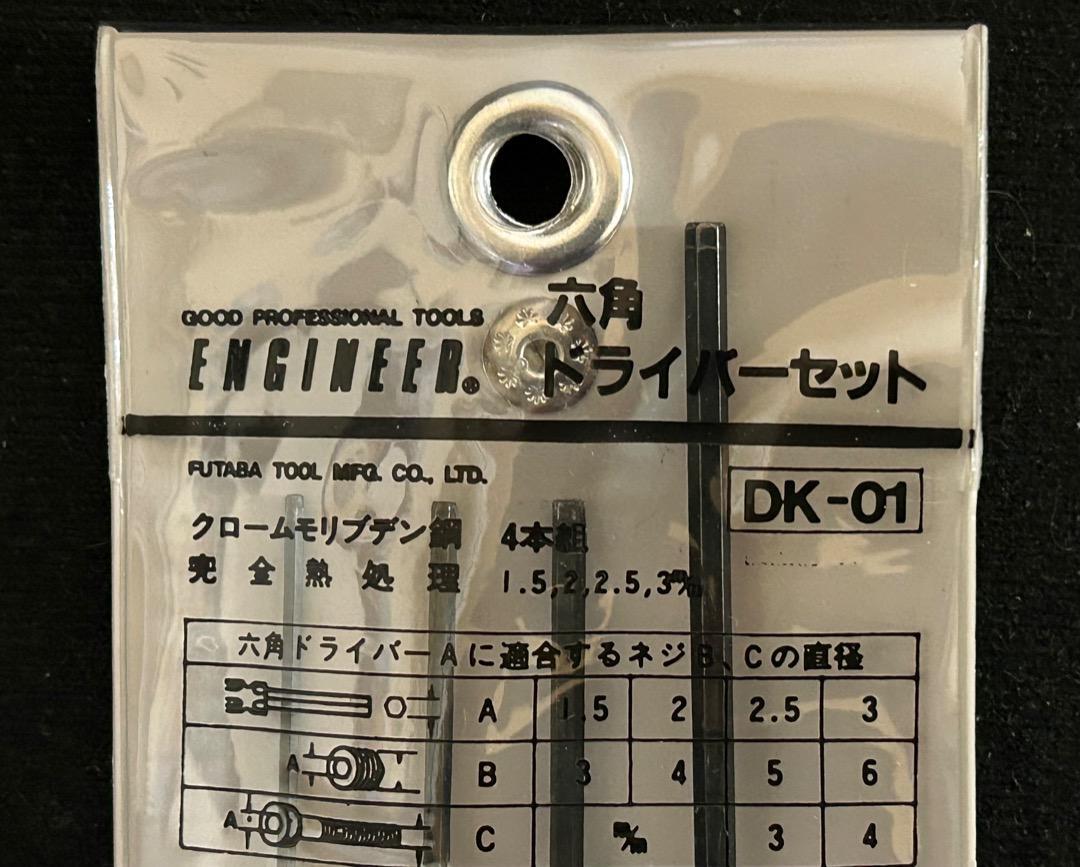 GOOD PROFESSIONAL TOOLS
ENGINEER®
六角
ドライバーセット
FUTABA TOOL MFG. CO., LTD.
DK-01
クロームモリブデン鋼 4本組
完全熱処理 1.5,2,2.5,3㎜
六角ドライバーAに適合するネジB、Cの直径
A 1.5 2 2.5 3
A B 3 4 5 6
A C m/m 3 4